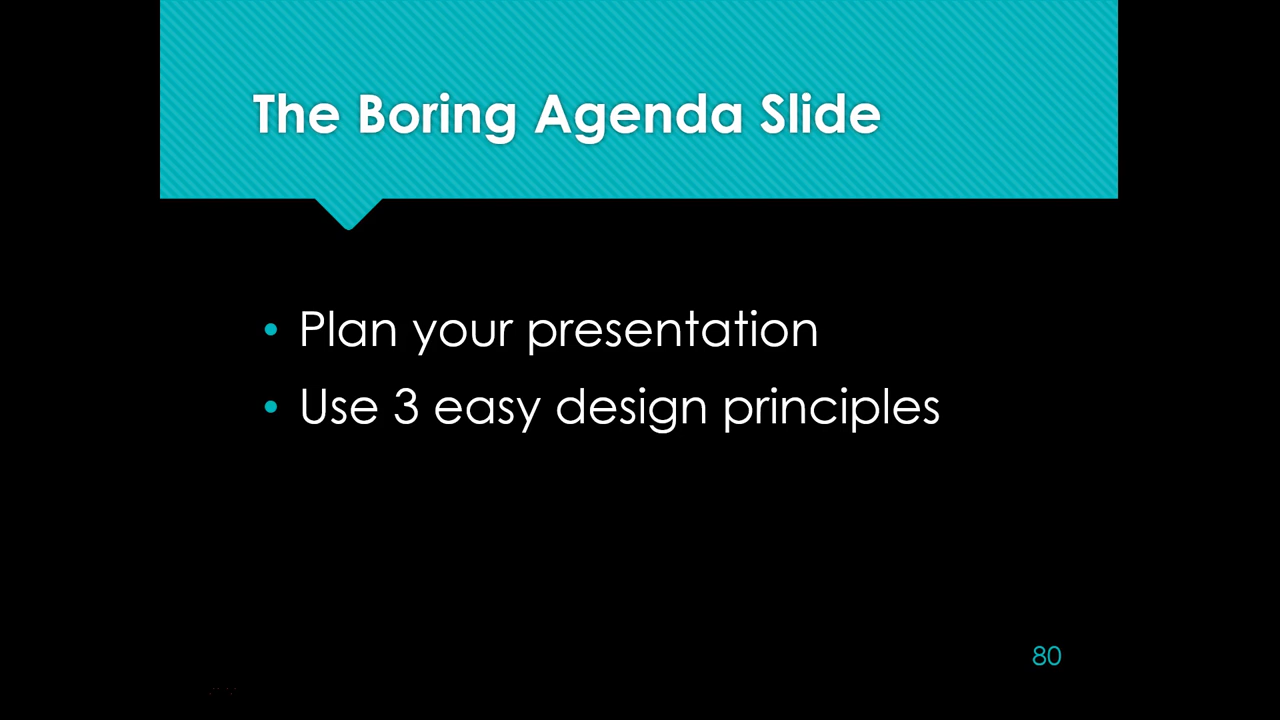 The Boring Agenda Slide
• Plan your presentation
• Use 3 easy design principles
80